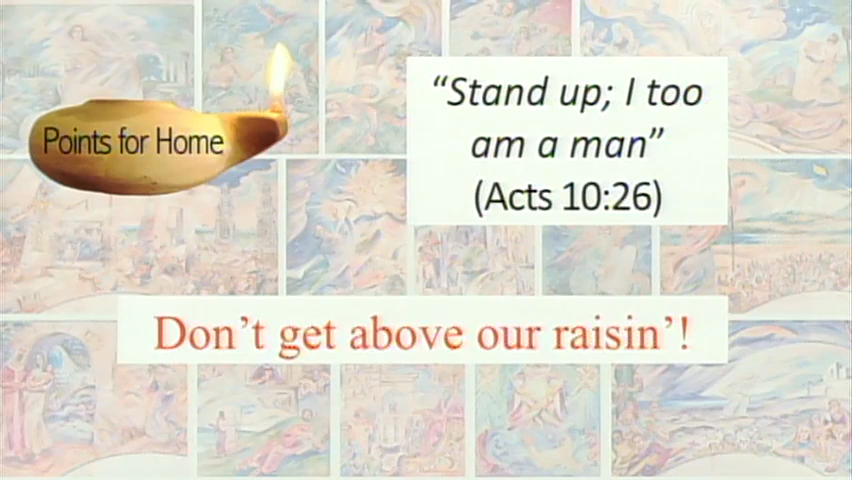 Points for Home
“Stand up; I too
am a man”
(Acts 10:26)
Don’t get above our raisin’!